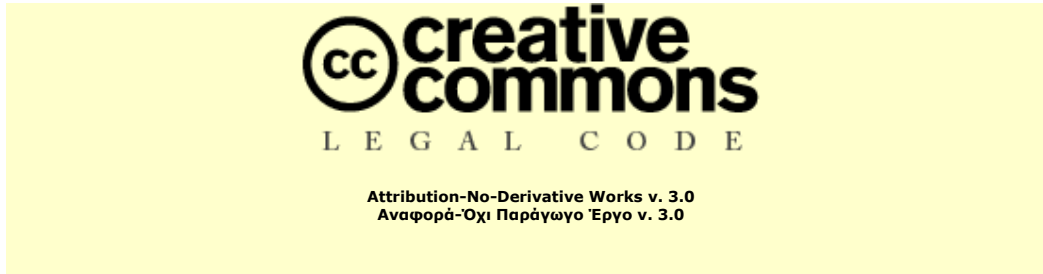 cc creative
commons
LEGAL CODE
Attribution-No-Derivative Works v. 3.0
Αναφορά-Όχι Παράγωγο Έργο v. 3.0